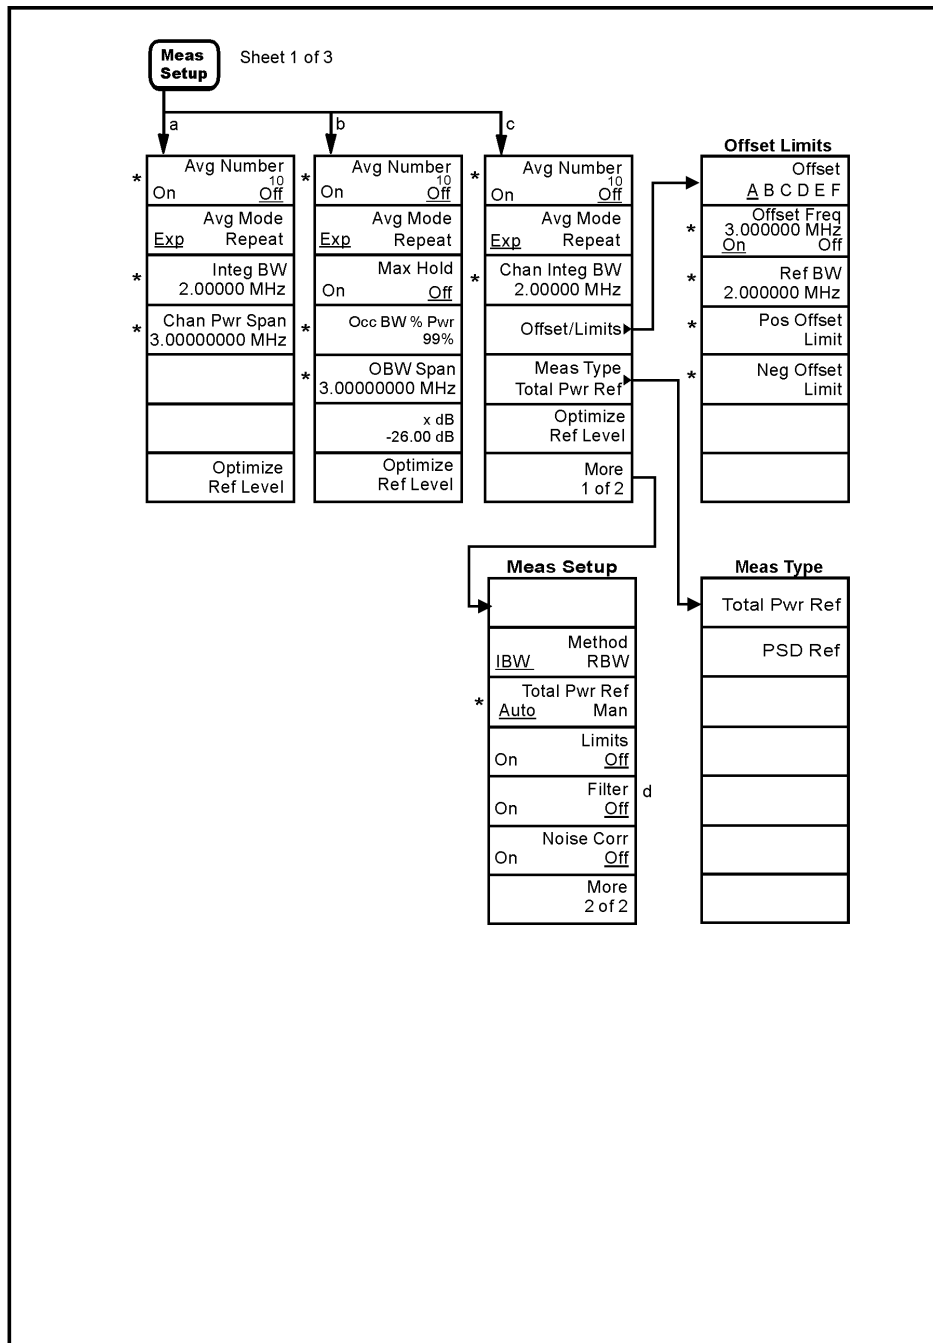 Meas
Setup
Sheet 1 of 3
a
b
c
* Avg Number
10
On Off
Avg Mode
Exp Repeat
* Integ BW
2.00000 MHz
* Chan Pwr Span
3.00000000 MHz
Optimize
Ref Level
* Avg Number
10
On Off
Avg Mode
Exp Repeat
Max Hold
On Off
* Occ BW % Pwr
99%
* OBW Span
3.00000000 MHz
x dB
-26.00 dB
Optimize
Ref Level
* Avg Number
10
On Off
Avg Mode
Exp Repeat
* Chan Integ BW
2.00000 MHz
Offset/Limits
Meas Type
Total Pwr Ref
Optimize
Ref Level
More
1 of 2
Offset Limits
Offset
A B C D E F
* Offset Freq
3.000000 MHz
On Off
* Ref BW
2.000000 MHz
* Pos Offset
Limit
* Neg Offset
Limit
Meas Setup
Method
IBW RBW
* Total Pwr Ref
Auto Man
Limits
On Off
Filter d
On Off
Noise Corr
On Off
More
2 of 2
Meas Type
Total Pwr Ref
PSD Ref